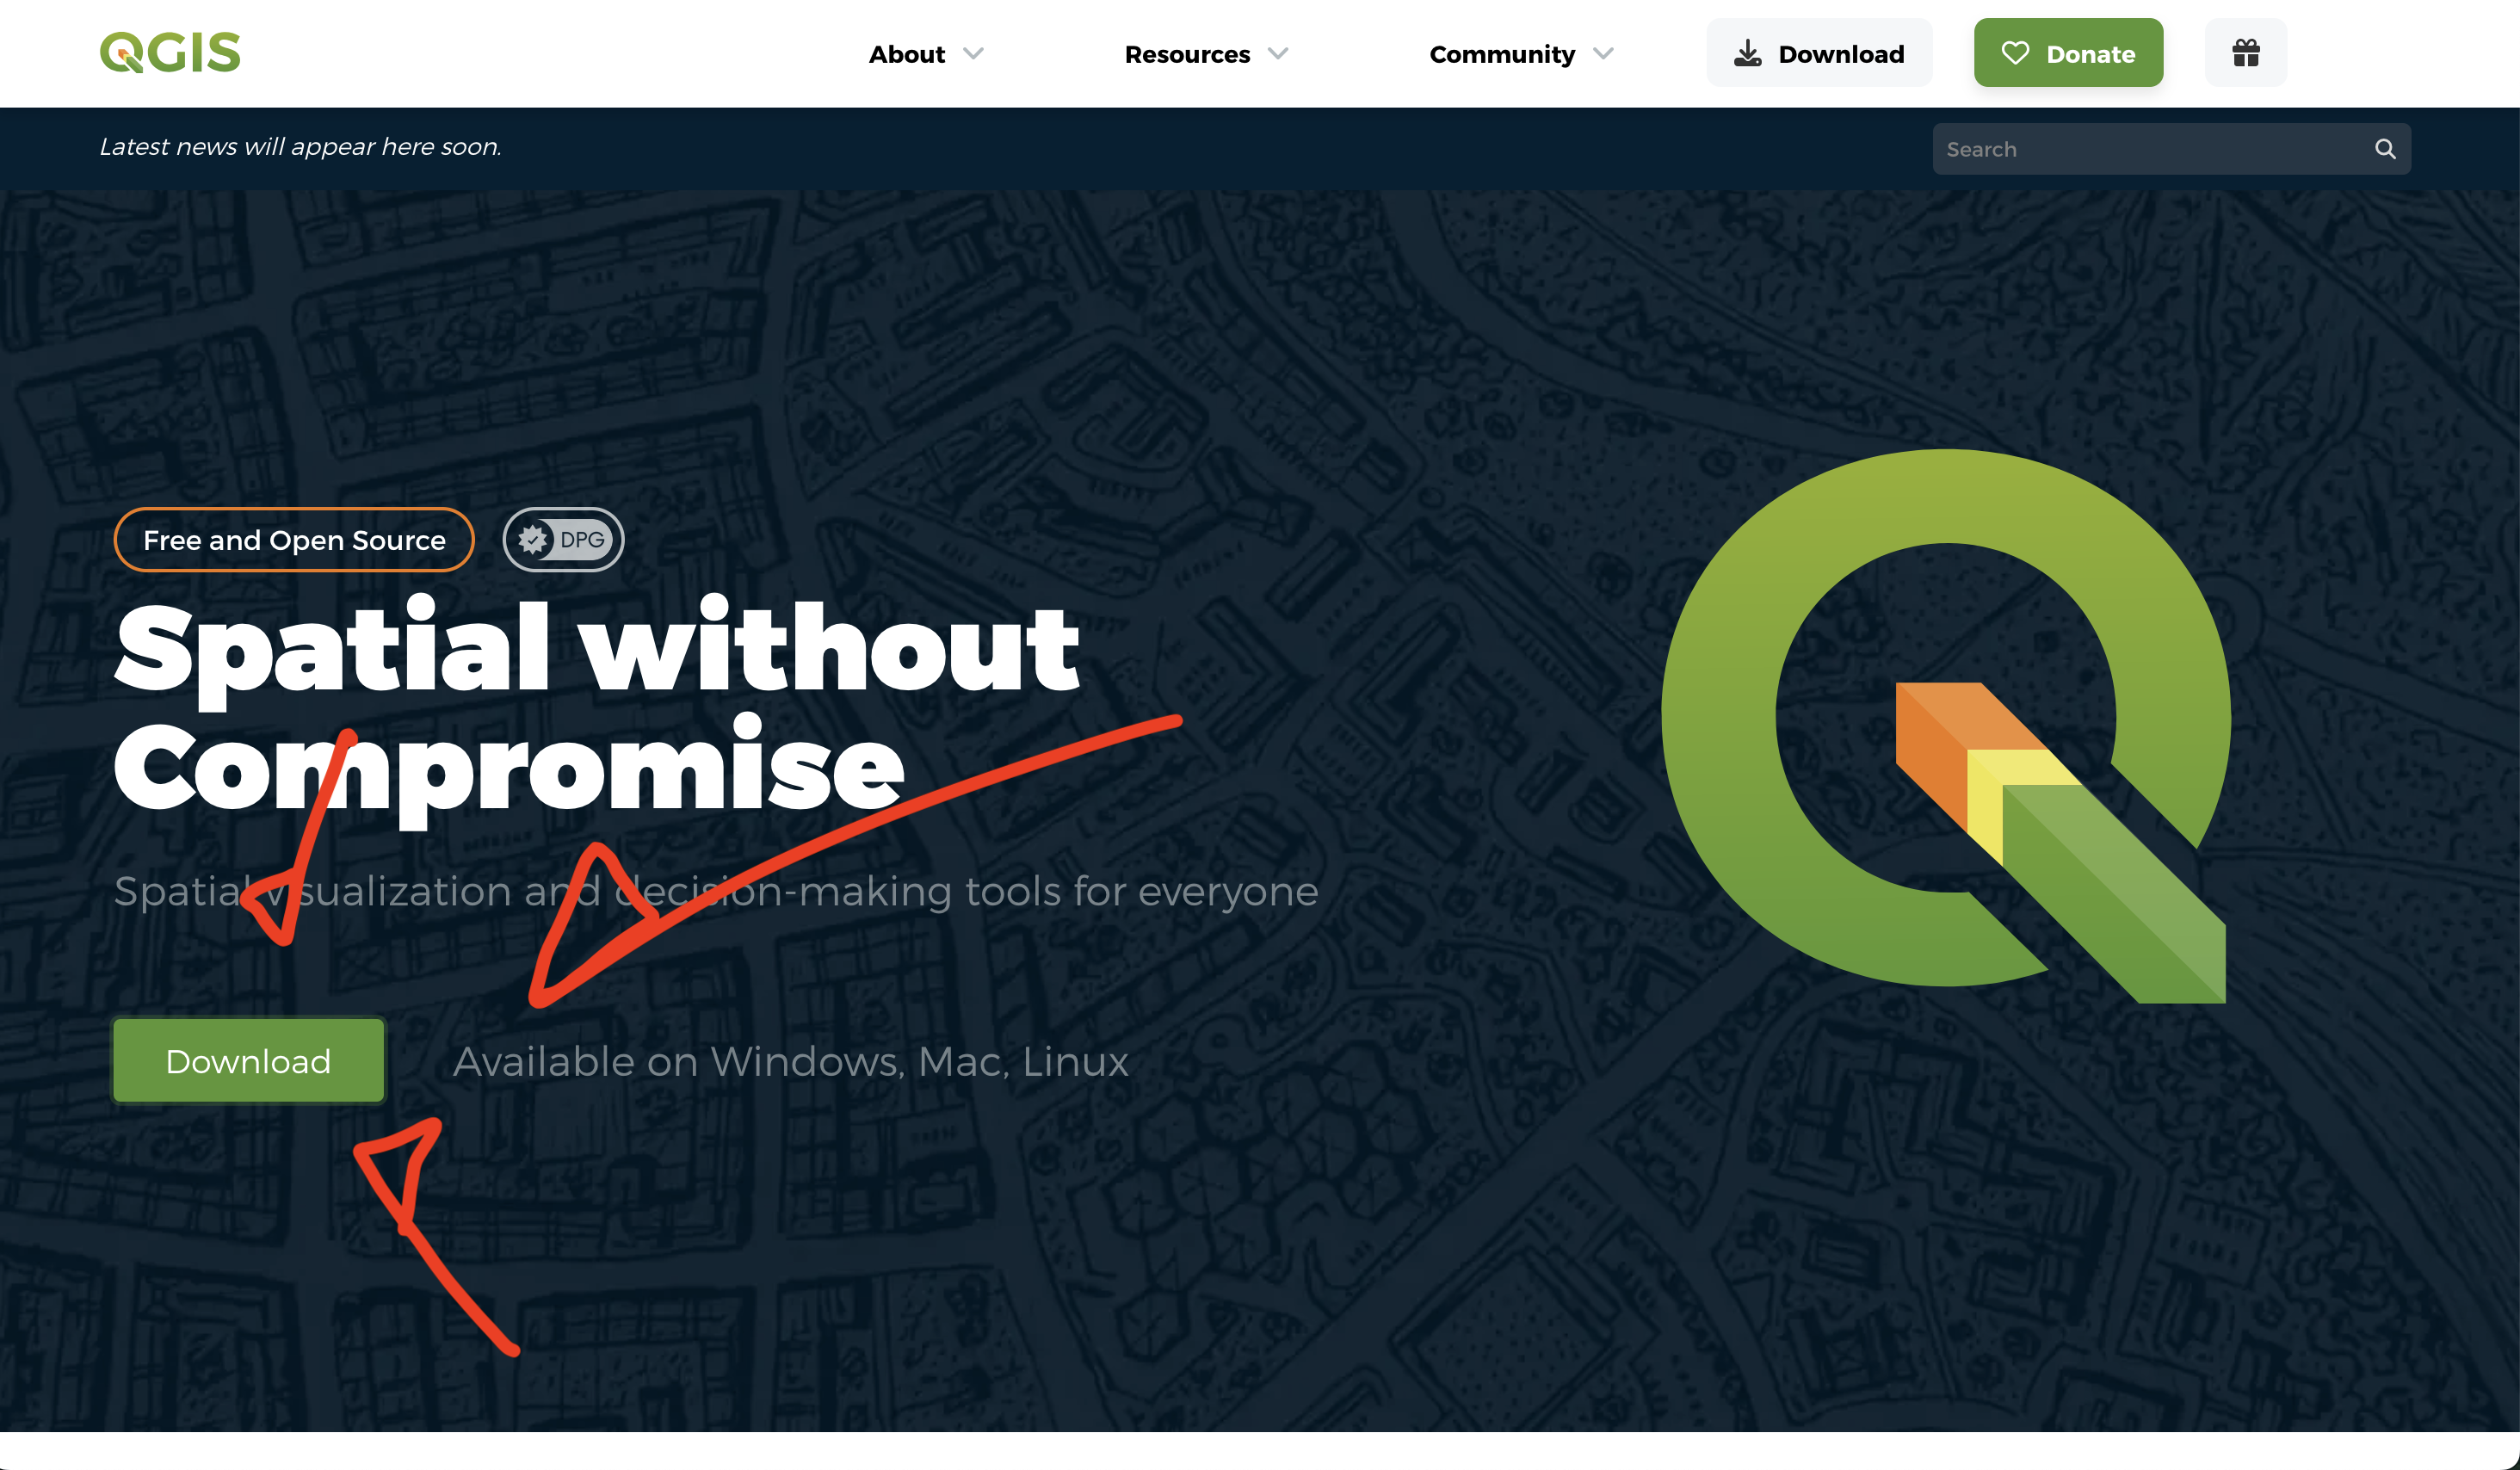 QGIS
About
Resources
Community
Download
Donate
Latest news will appear here soon.
Search
Free and Open Source
DPG
Spatial without
Compromise
Spatial visualization and decision-making tools for everyone
Download
Available on Windows, Mac, Linux